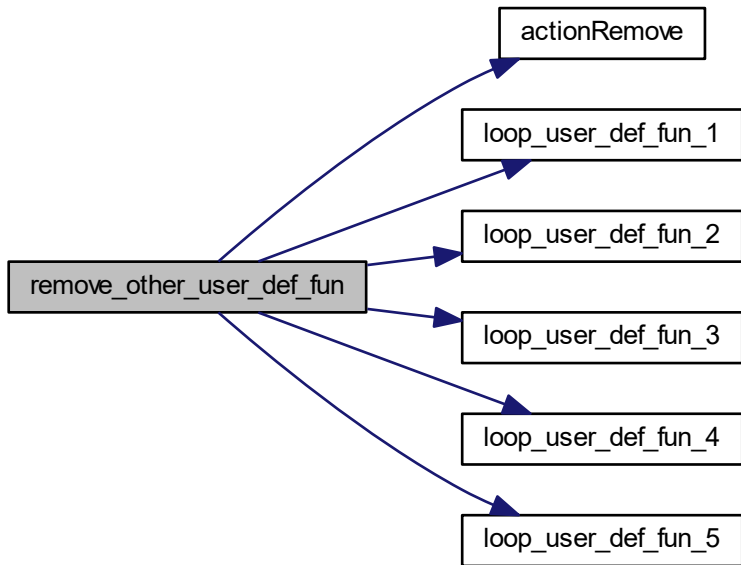 actionRemove
loop_user_def_fun_1
loop_user_def_fun_2
remove_other_user_def_fun
loop_user_def_fun_3
loop_user_def_fun_4
loop_user_def_fun_5